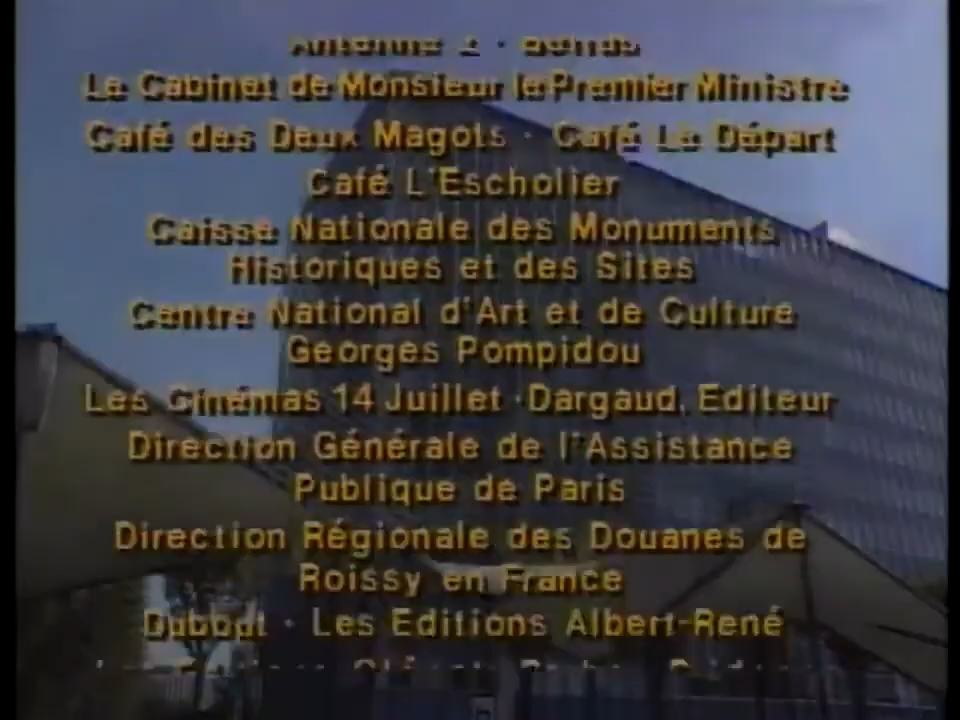 Antenne 2 ·
Le Cabinet de Monsieur le Premier Ministre
Café des Deux Magots · Café Le Départ
Café L'Escholier
Caisse Nationale des Monuments
Historiques et des Sites
Centre National d'Art et de Culture
Georges Pompidou
Les Cinémas 14 Juillet · Dargaud, Editeur
Direction Générale de l'Assistance
Publique de Paris
Direction Régionale des Douanes de
Roissy en France
Dubout · Les Editions Albert-René